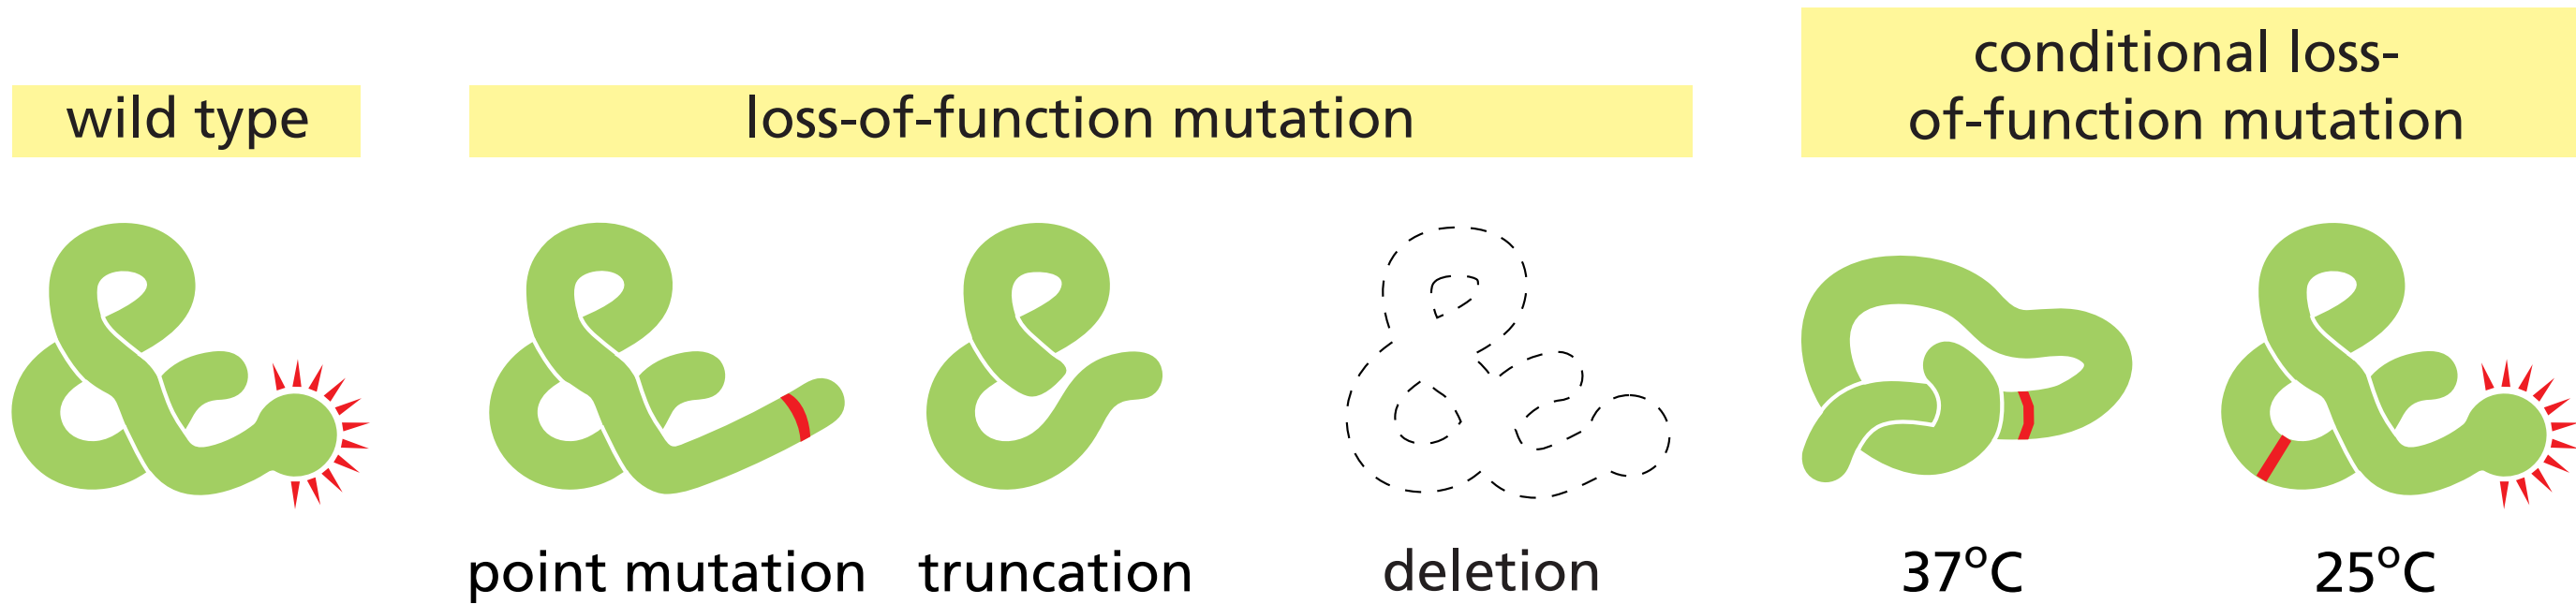 wild type
loss-of-function mutation
conditional loss-
of-function mutation
point mutation
truncation
deletion
37°C
25°C